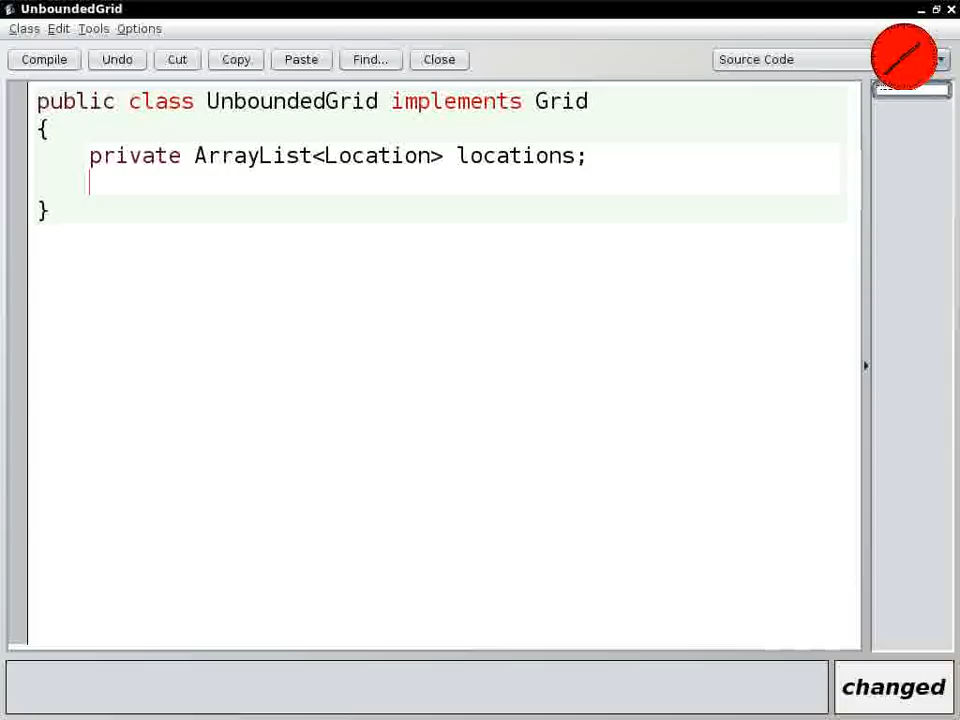 UnboundedGrid
Class Edit Tools Options
Compile Undo Cut Copy Paste Find... Close Source Code
public class UnboundedGrid implements Grid
{
    private ArrayList<Location> locations;
}
changed